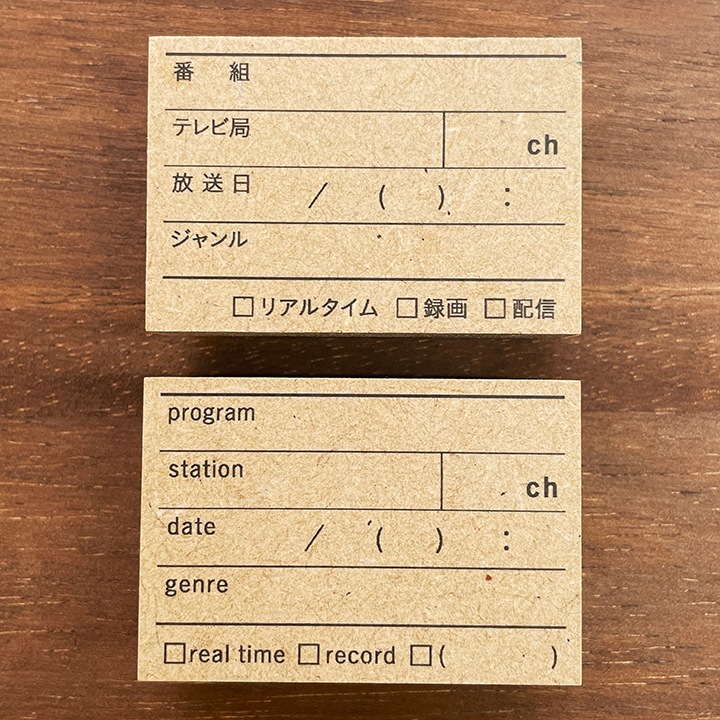 番組
テレビ局 ch
放送日 / ( ) :
ジャンル
□リアルタイム □録画 □配信
program
station ch
date / ( ) :
genre
□real time □record □( )